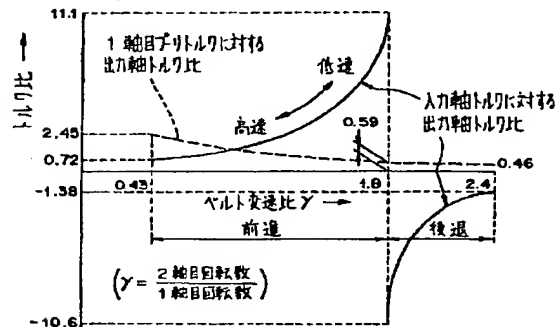 11.1
トルク比
1軸目プリトルクに対する
出力軸トルク比
低速
高速
入力軸トルクに対する
出力軸トルク比
2.45
0.59
0.72
0.46
-1.38
0.43
1.8
2.4
ベルト変速比γ
前進
後退
(γ = 2軸目回転数
1軸目回転数)
-10.6